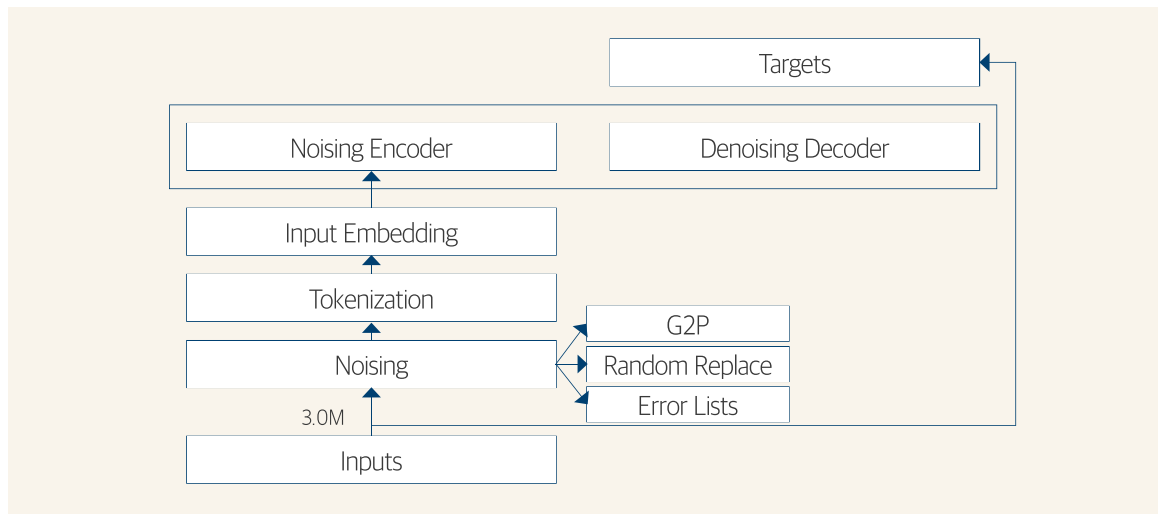 Targets
Noising Encoder
Denoising Decoder
Input Embedding
Tokenization
G2P
Noising
Random Replace
Error Lists
3.0M
Inputs